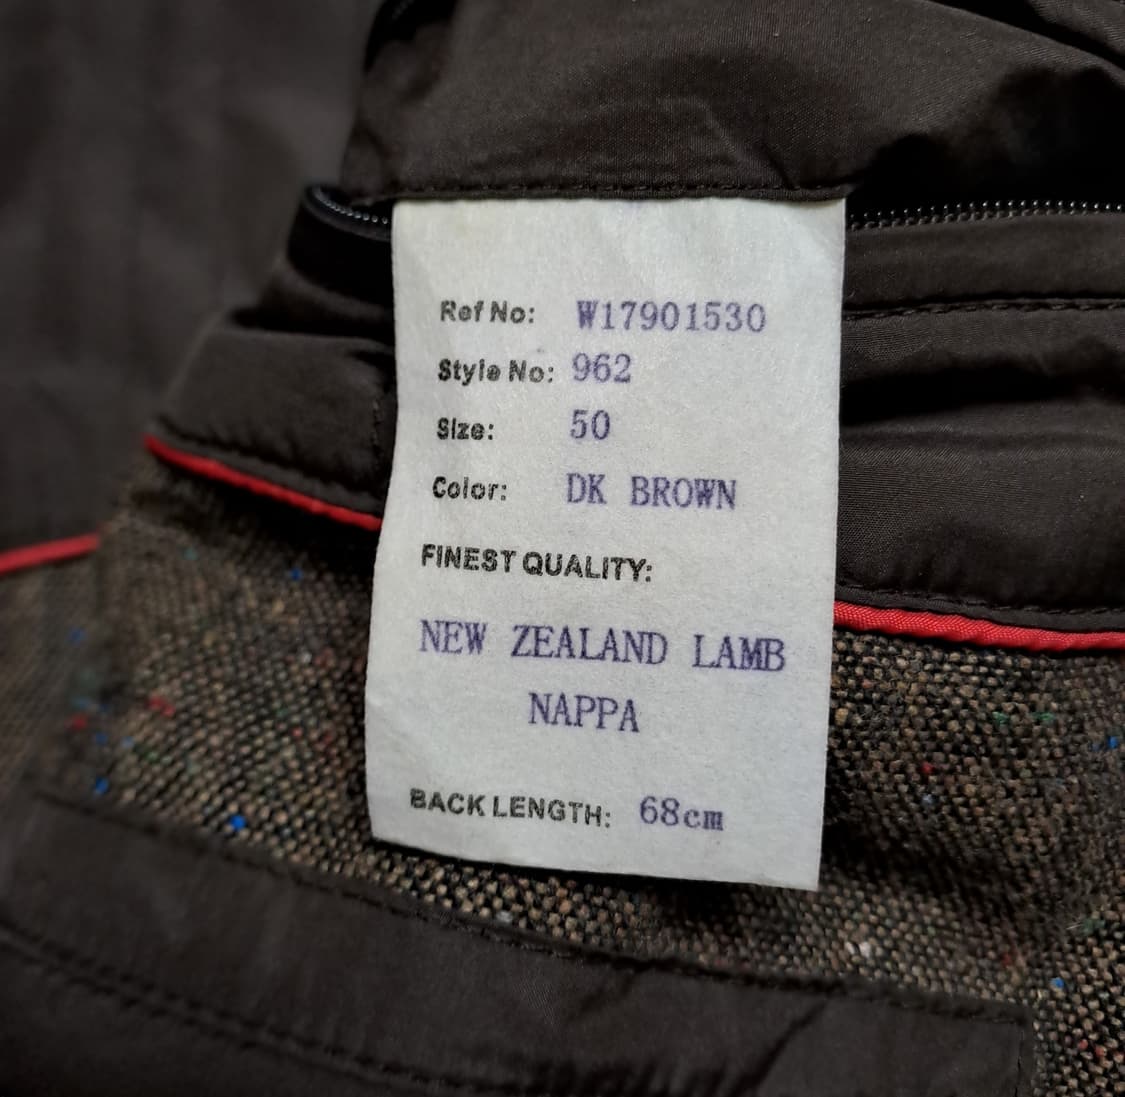 Ref No: W17901530
Style No: 962
Size: 50
Color: DK BROWN
FINEST QUALITY:
NEW ZEALAND LAMB
NAPPA
BACK LENGTH: 68cm